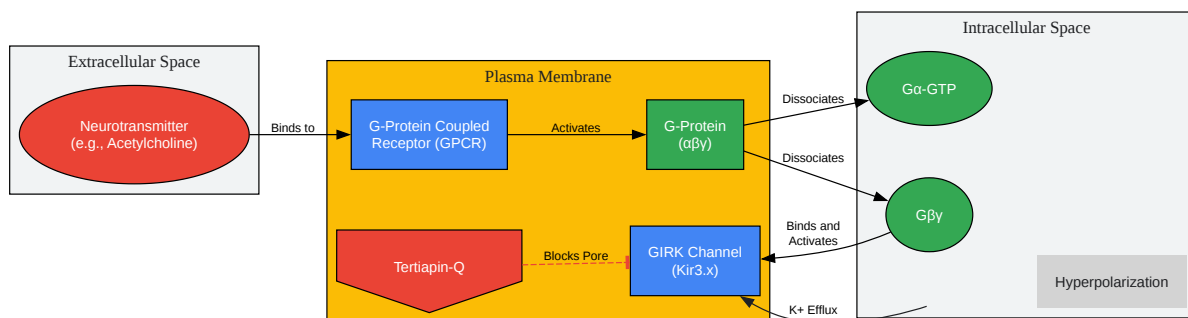 Extracellular Space
Neurotransmitter
(e.g., Acetylcholine)
Binds to
Plasma Membrane
G-Protein Coupled
Receptor (GPCR)
Activates
G-Protein
(αβγ)
Dissociates
Dissociates
Intracellular Space
Gα-GTP
Gβγ
Binds and
Activates
Tertiapin-Q
Blocks Pore
GIRK Channel
(Kir3.x)
K+ Efflux
Hyperpolarization